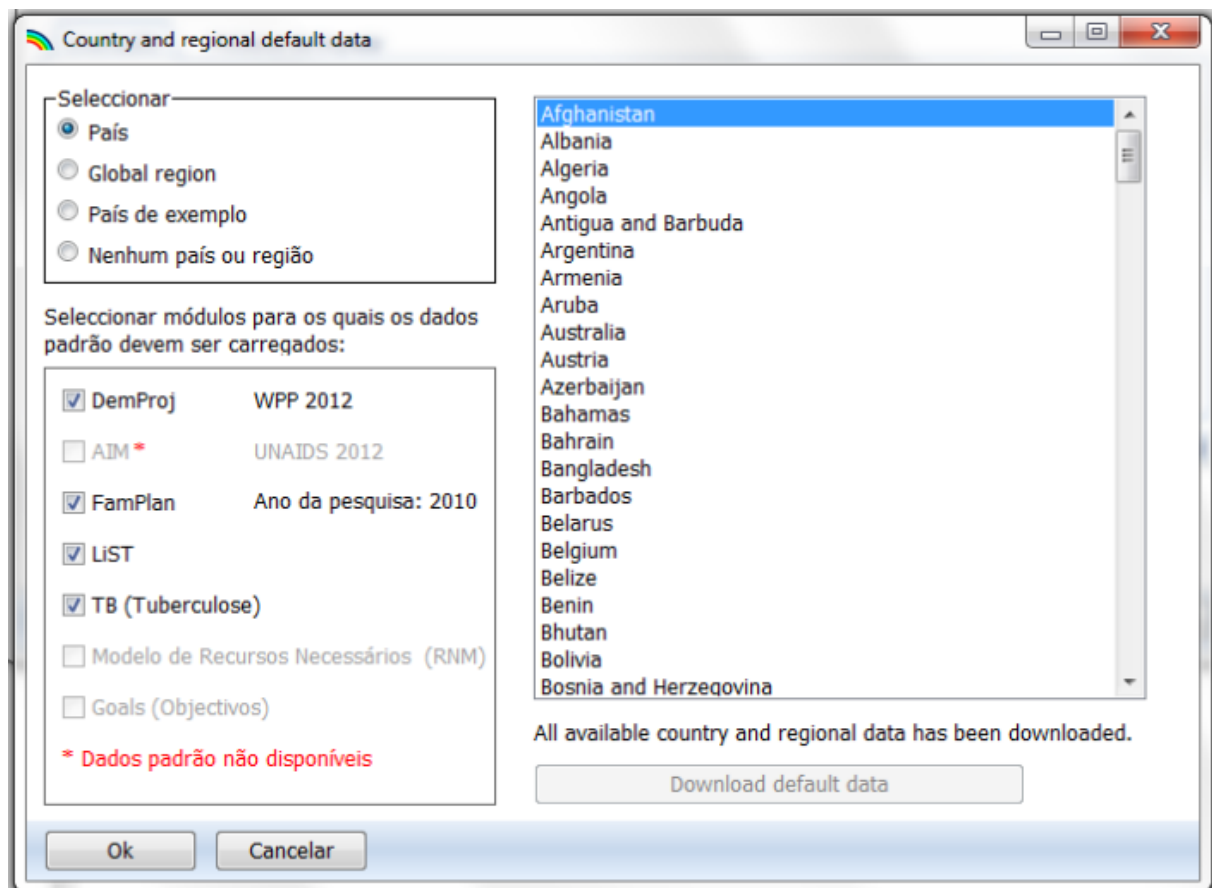 Country and regional default data
Seleccionar
País
Global region
País de exemplo
Nenhum país ou região
Seleccionar módulos para os quais os dados
padrão devem ser carregados:
DemProj WPP 2012
AIM * UNAIDS 2012
FamPlan Ano da pesquisa: 2010
LiST
TB (Tuberculose)
Modelo de Recursos Necessários (RNM)
Goals (Objectivos)
* Dados padrão não disponíveis
Afghanistan
Albania
Algeria
Angola
Antigua and Barbuda
Argentina
Armenia
Aruba
Australia
Austria
Azerbaijan
Bahamas
Bahrain
Bangladesh
Barbados
Belarus
Belgium
Belize
Benin
Bhutan
Bolivia
Bosnia and Herzegovina
All available country and regional data has been downloaded.
Download default data
Ok Cancelar